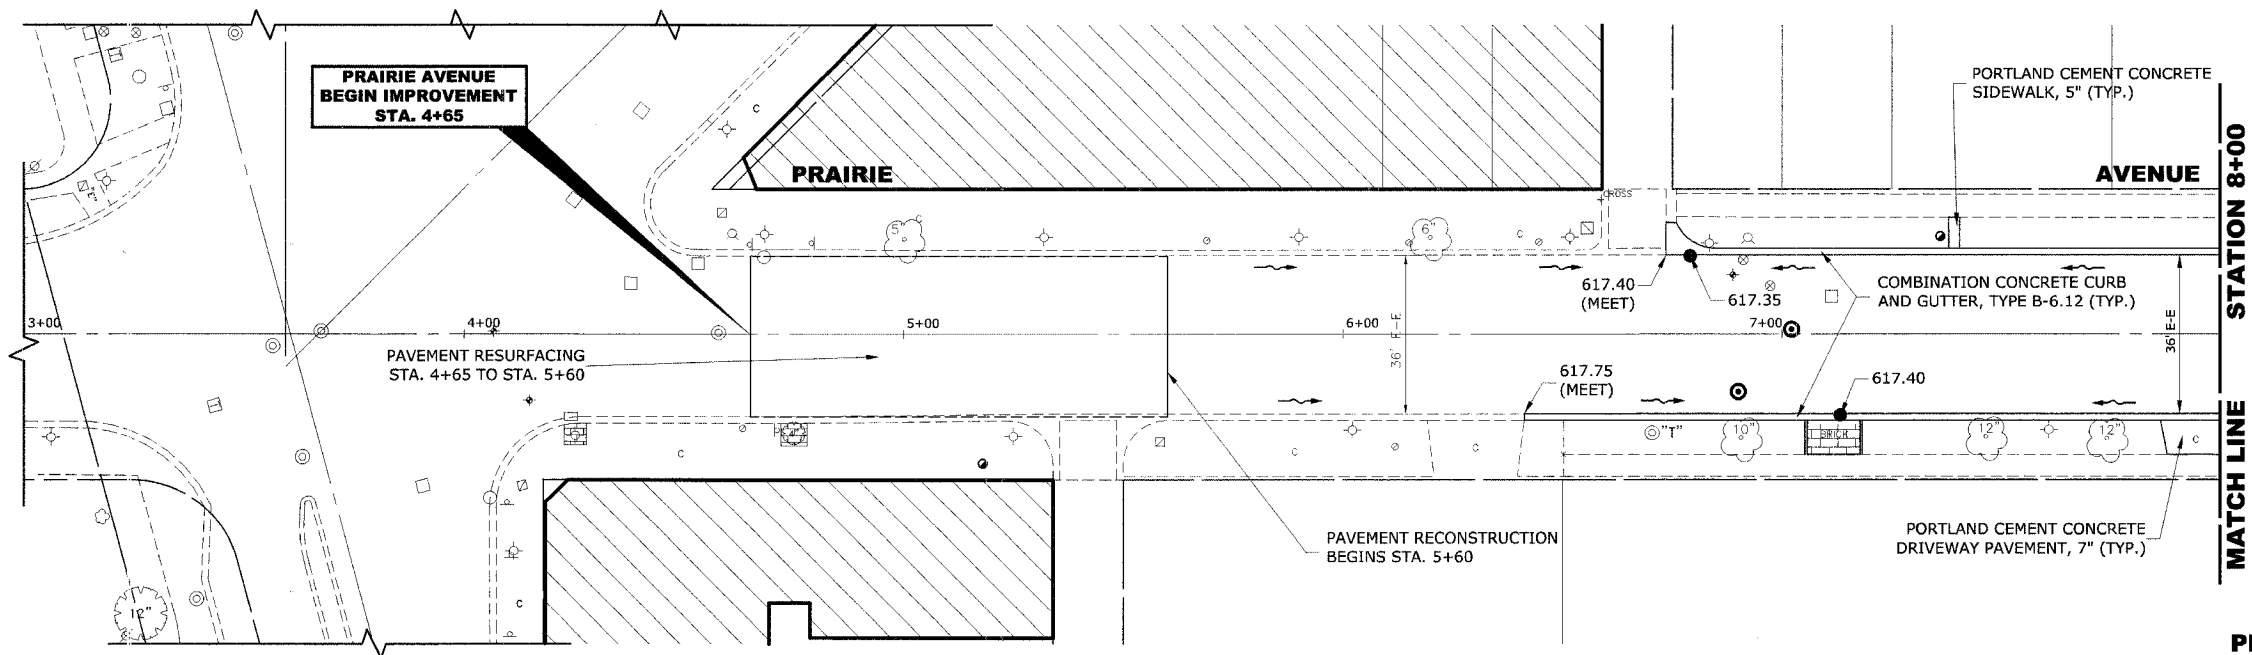 PRAIRIE AVENUE
BEGIN IMPROVEMENT
STA. 4+65
PORTLAND CEMENT CONCRETE
SIDEWALK, 5" (TYP.)
C
PRAIRIE
AVENUE
"E"
CROSS
C
5"
6"
C
617.40
(MEET)
617.35
COMBINATION CONCRETE CURB
AND GUTTER, TYPE B-6.12 (TYP.)
3+00
4+00
5+00
6+00
7+00
36' E-E
36' E-E
PAVEMENT RESURFACING
STA. 4+65 TO STA. 5+60
617.75
(MEET)
617.40
C
C
C
"T"
10"
BRICK
12"
12"
C
PAVEMENT RECONSTRUCTION
BEGINS STA. 5+60
PORTLAND CEMENT CONCRETE
DRIVEWAY PAVEMENT, 7" (TYP.)
C
12"
MATCH LINE STATION 8+00